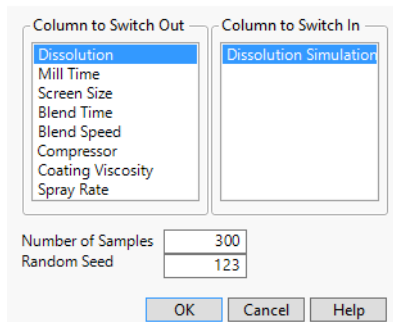 Column to Switch Out
Column to Switch In
Dissolution
Mill Time
Screen Size
Blend Time
Blend Speed
Compressor
Coating Viscosity
Spray Rate
Dissolution Simulation
Number of Samples 300
Random Seed 123
OK Cancel Help